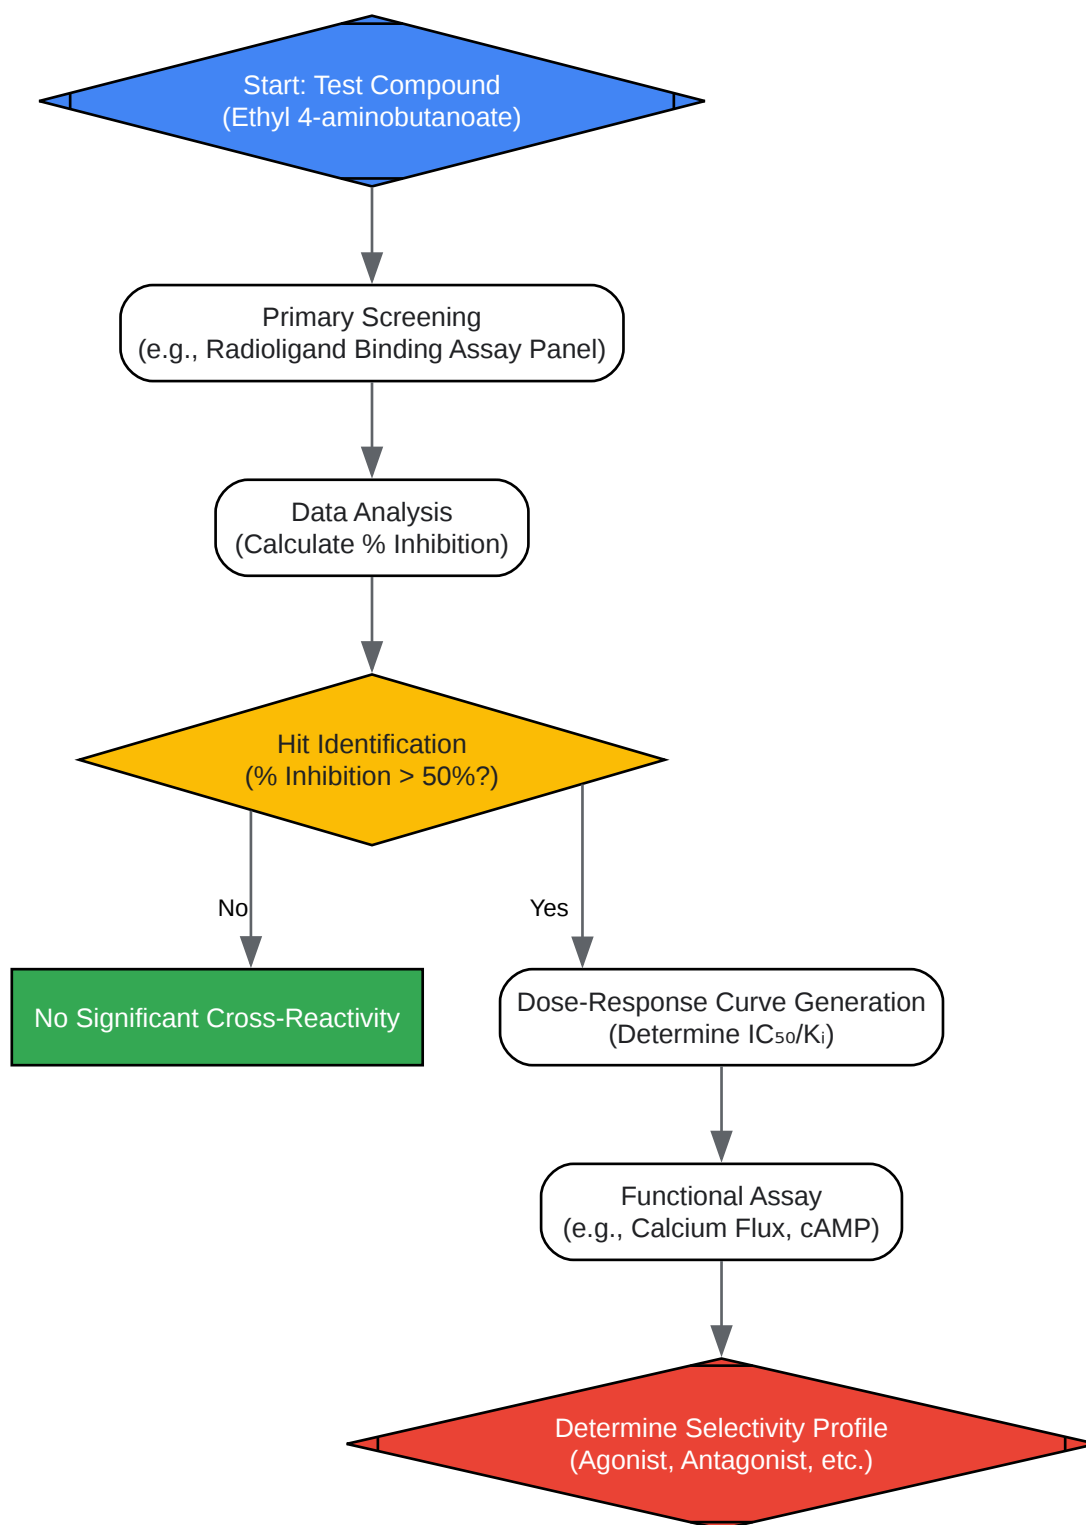 Start: Test Compound
(Ethyl 4-aminobutanoate)
Primary Screening
(e.g., Radioligand Binding Assay Panel)
Data Analysis
(Calculate % Inhibition)
Hit Identification
(% Inhibition > 50%?)
No
Yes
No Significant Cross-Reactivity
Dose-Response Curve Generation
(Determine IC₅₀/Kᵢ)
Functional Assay
(e.g., Calcium Flux, cAMP)
Determine Selectivity Profile
(Agonist, Antagonist, etc.)